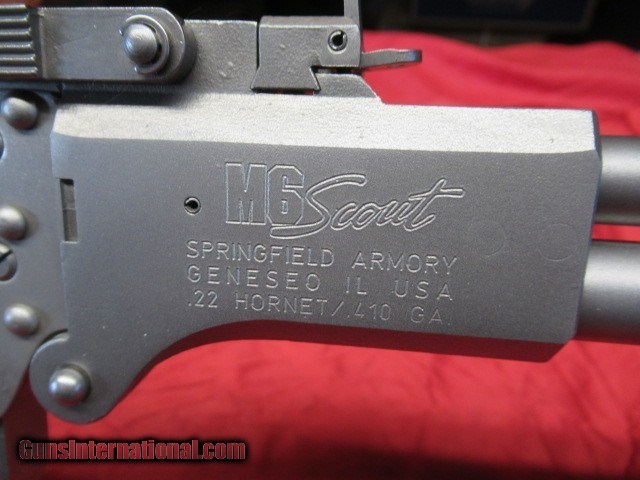 M6 Scout
SPRINGFIELD ARMORY
GENESEO IL USA
.22 HORNET/.410 GA.
GunsInternational.com